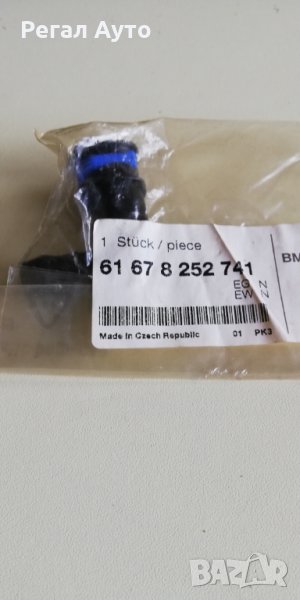 Регал Ауто
1 Stück / piece
61 67 8 252 741
BM
EG N
EW N
Made in Czech Republic 01 PK3
BAZAR